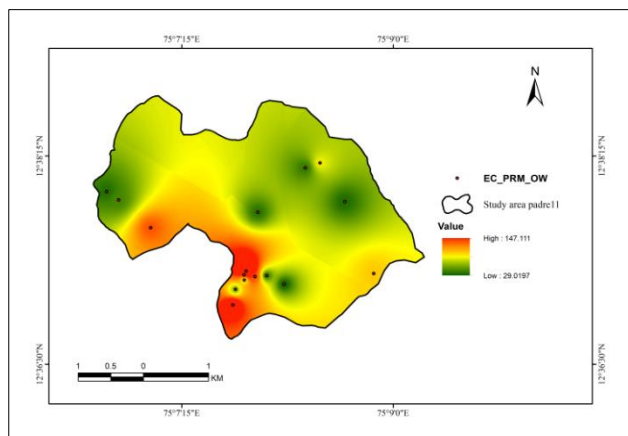 75°7'15"E
75°9'0"E
N
12°38'15"N
12°38'15"N
EC_PRM_OW
Study area padre11
Value
High : 147.111
Low : 29.0197
12°36'30"N
12°36'30"N
1 0.5 0 1
KM
75°7'15"E
75°9'0"E